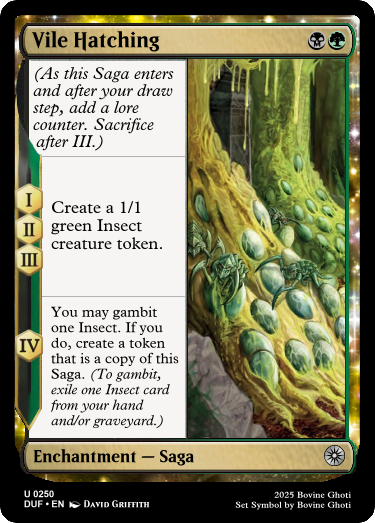 Vile Hatching
(As this Saga enters
and after your draw
step, add a lore
counter. Sacrifice
after III.)
I
II
III
Create a 1/1
green Insect
creature token.
IV
You may gambit
one Insect. If you
do, create a token
that is a copy of this
Saga. (To gambit,
exile one Insect card
from your hand
and/or graveyard.)
Enchantment — Saga
U 0250
DUF • EN DAVID GRIFFITH
2025 Bovine Ghoti
Set Symbol by Bovine Ghoti